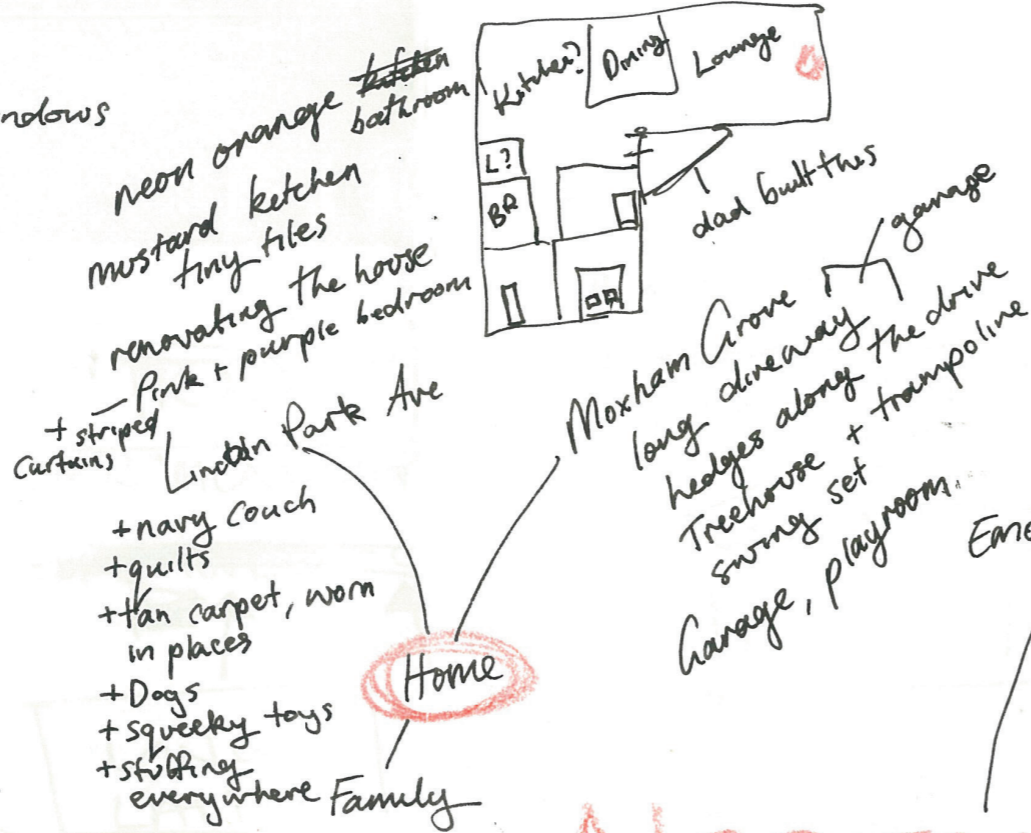 ndows
neon orange kitchen
bathroom
mustard ketchen
tiny tiles
renovating the house
Pink + purple bedroom
+ striped
curtains
Park Ave
+ navy couch
+ quilts
+ tan carpet, worn
in places
+ Dogs
+ squeeky toys
+ stuffing
everywhere
Kitchen?
Dining
Lounge
L?
BR
dad built this
garage
Moxham Grove
long driveway
hedges along the drive
Treehouse + trampoline
swing set
Garage, playroom.
Home
Family